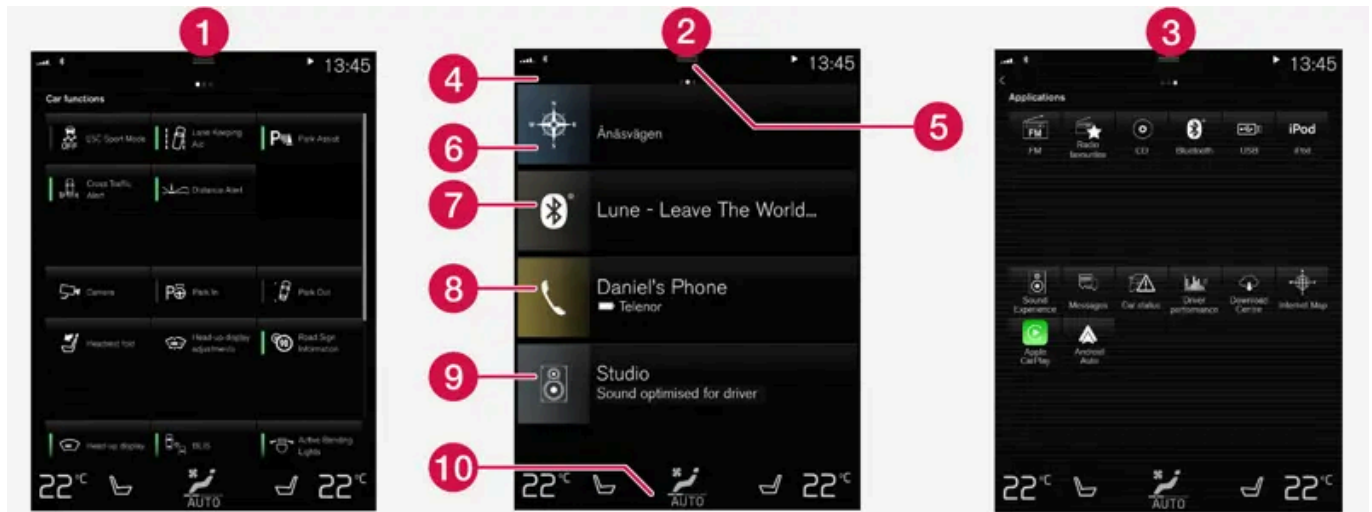 1
2
3
13:45
Car functions
ESC Sport Mode
OFF
Lane Keeping
Aid
P
Park Assist
Cross Traffic
Alert
Distance Alert
Camera
P
Park In
Park Out
Headrest fold
Head-up-display
adjustments
90
Road Sign
Information
Head-up display
BLIS
Active Bending
Lights
22°C
AUTO
22°C
4
13:45
5
6
Änäsvägen
7
Lune - Leave The World...
8
Daniel's Phone
Telenor
9
Studio
Sound optimised for driver
10
22°C
AUTO
22°C
13:45
Applications
FM
FM
Radio
favourites
CD
Bluetooth
USB
iPod
iPod
Sound
Experience
Messages
Car status
Driver
performance
Download
Centre
Internet Map
Apple
CarPlay
Android
Auto
22°C
AUTO
22°C